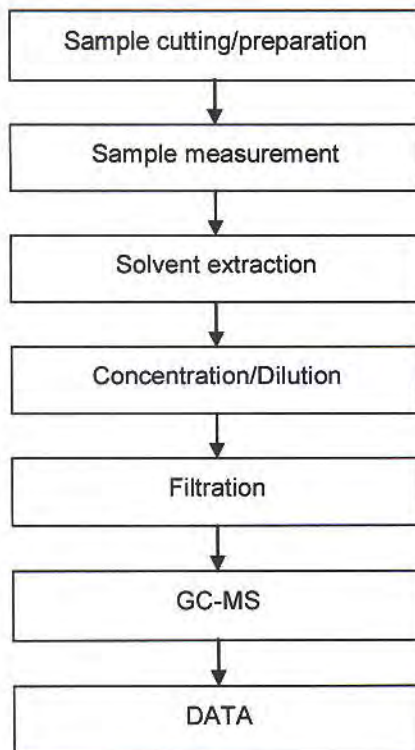 Sample cutting/preparation
Sample measurement
Solvent extraction
Concentration/Dilution
Filtration
GC-MS
DATA